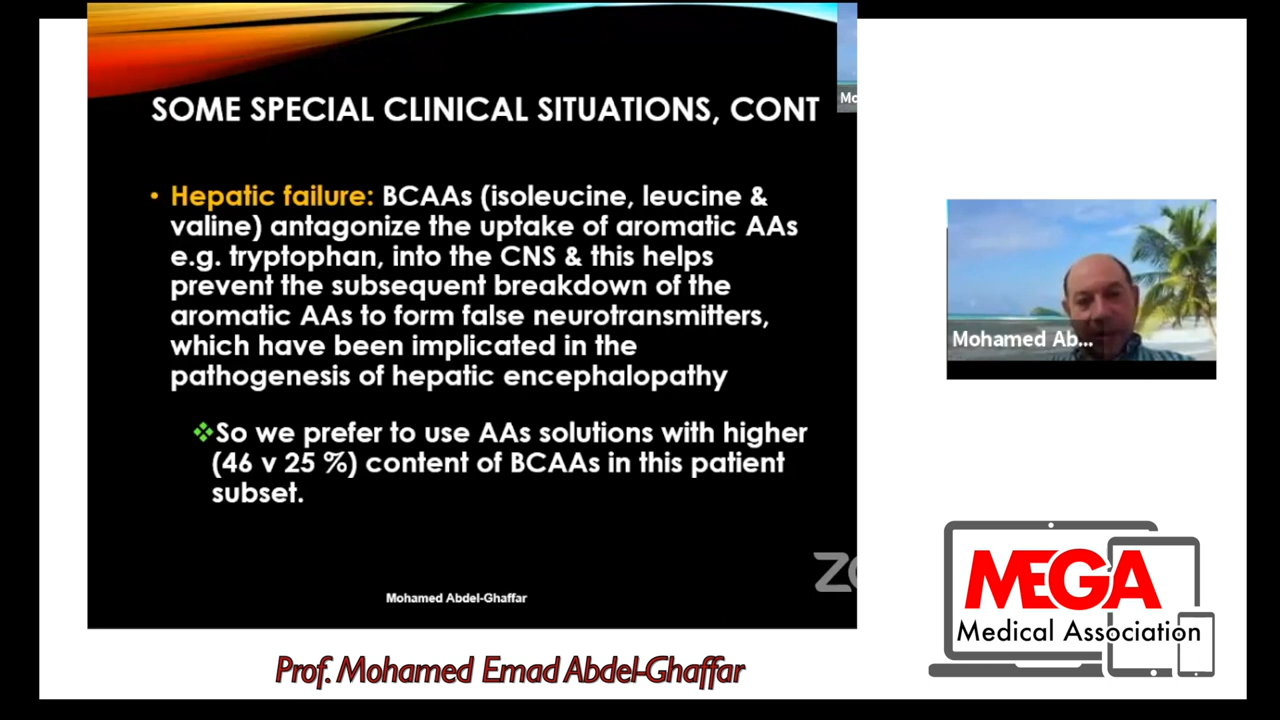 Mo
SOME SPECIAL CLINICAL SITUATIONS, CONT
• Hepatic failure: BCAAs (isoleucine, leucine &
valine) antagonize the uptake of aromatic AAs
e.g. tryptophan, into the CNS & this helps
prevent the subsequent breakdown of the
aromatic AAs to form false neurotransmitters,
which have been implicated in the
pathogenesis of hepatic encephalopathy
❖So we prefer to use AAs solutions with higher
(46 v 25 %) content of BCAAs in this patient
subset.
Mohamed Abdel-Ghaffar
Mohamed Ab...
MEGA
Medical Association
Prof. Mohamed Emad Abdel-Ghaffar